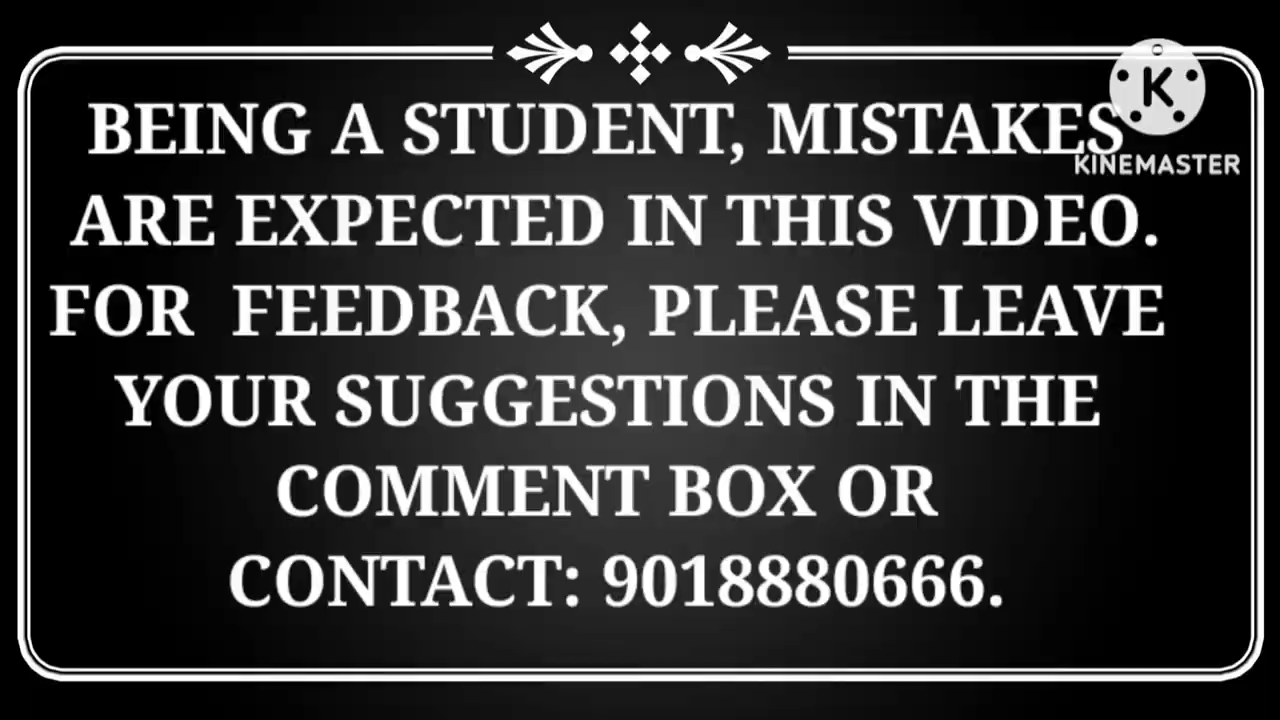 BEING A STUDENT, MISTAKES
ARE EXPECTED IN THIS VIDEO.
FOR FEEDBACK, PLEASE LEAVE
YOUR SUGGESTIONS IN THE
COMMENT BOX OR
CONTACT: 9018880666.
K
KINEMASTER